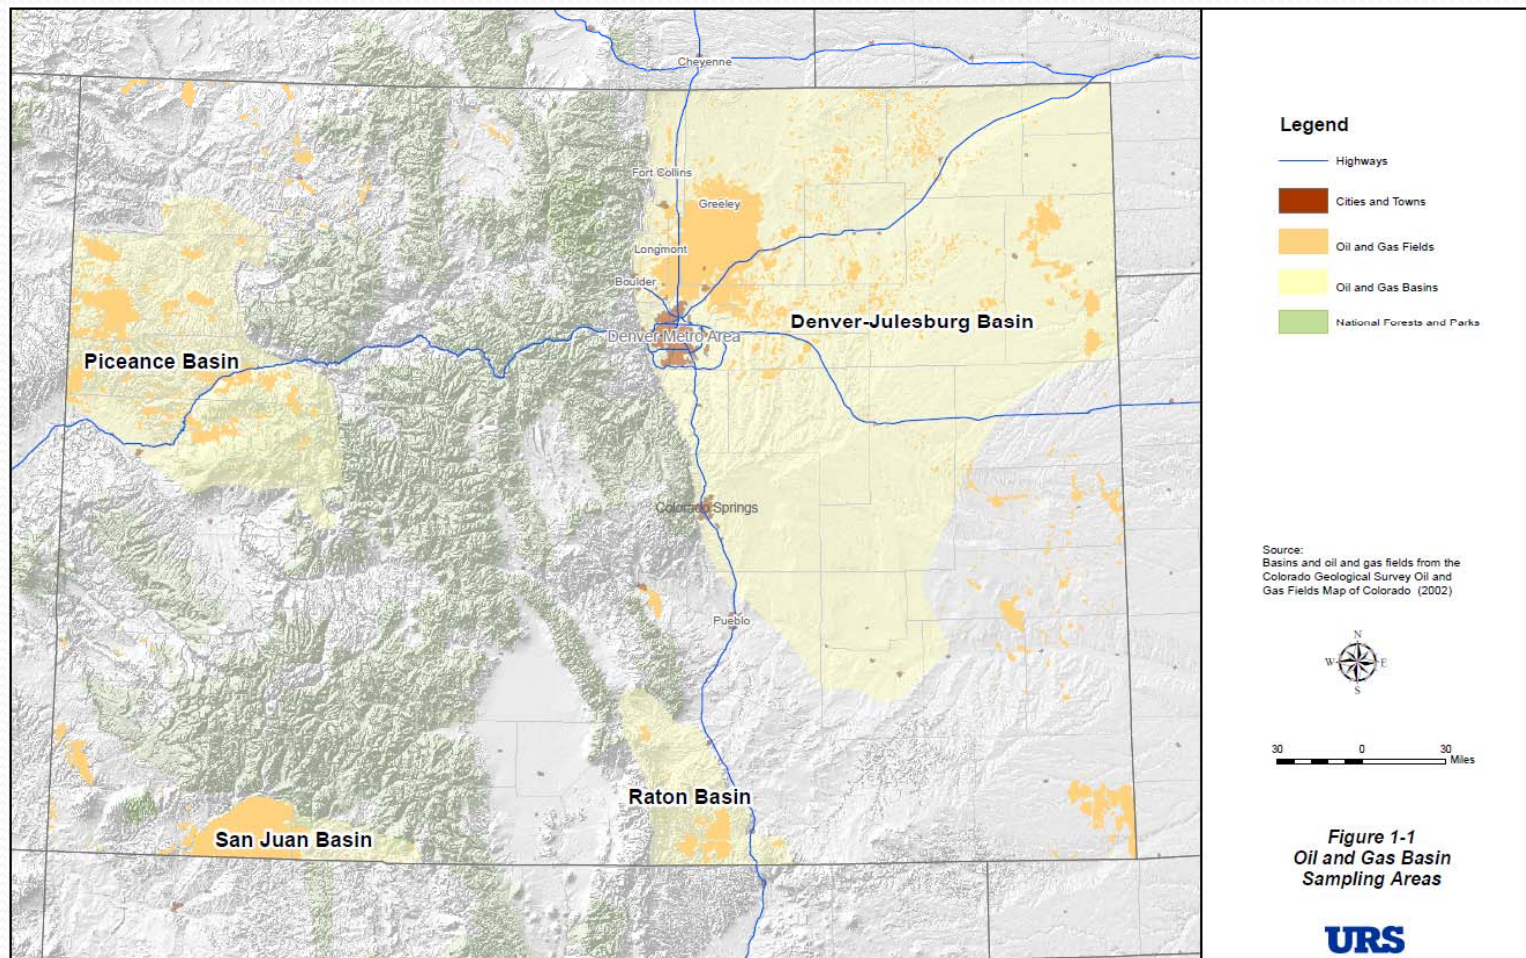 Cheyenne
Fort Collins
Greeley
Longmont
Boulder
Denver-Julesburg Basin
Denver Metro Area
Piceance Basin
Colorado Springs
Pueblo
Raton Basin
San Juan Basin
Legend
Highways
Cities and Towns
Oil and Gas Fields
Oil and Gas Basins
National Forests and Parks
Source:
Basins and oil and gas fields from the
Colorado Geological Survey Oil and
Gas Fields Map of Colorado (2002)
N
W E
S
30 0 30
Miles
Figure 1-1
Oil and Gas Basin
Sampling Areas
URS